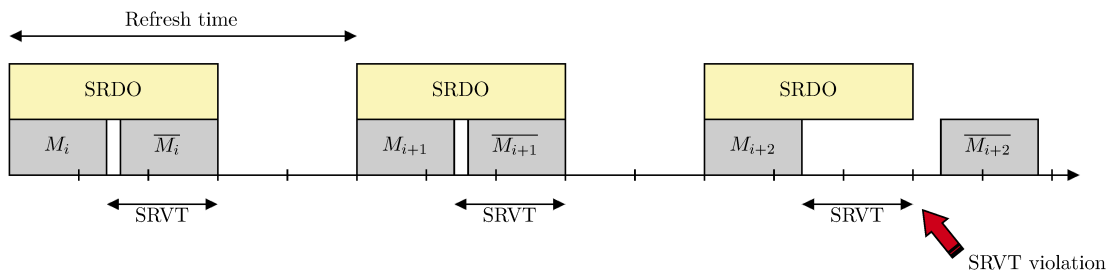 Refresh time
SRDO SRDO SRDO
$M_i$ $\overline{M_i}$ $M_{i+1}$ $\overline{M_{i+1}}$ $M_{i+2}$ $\overline{M_{i+2}}$
SRVT SRVT SRVT
SRVT violation